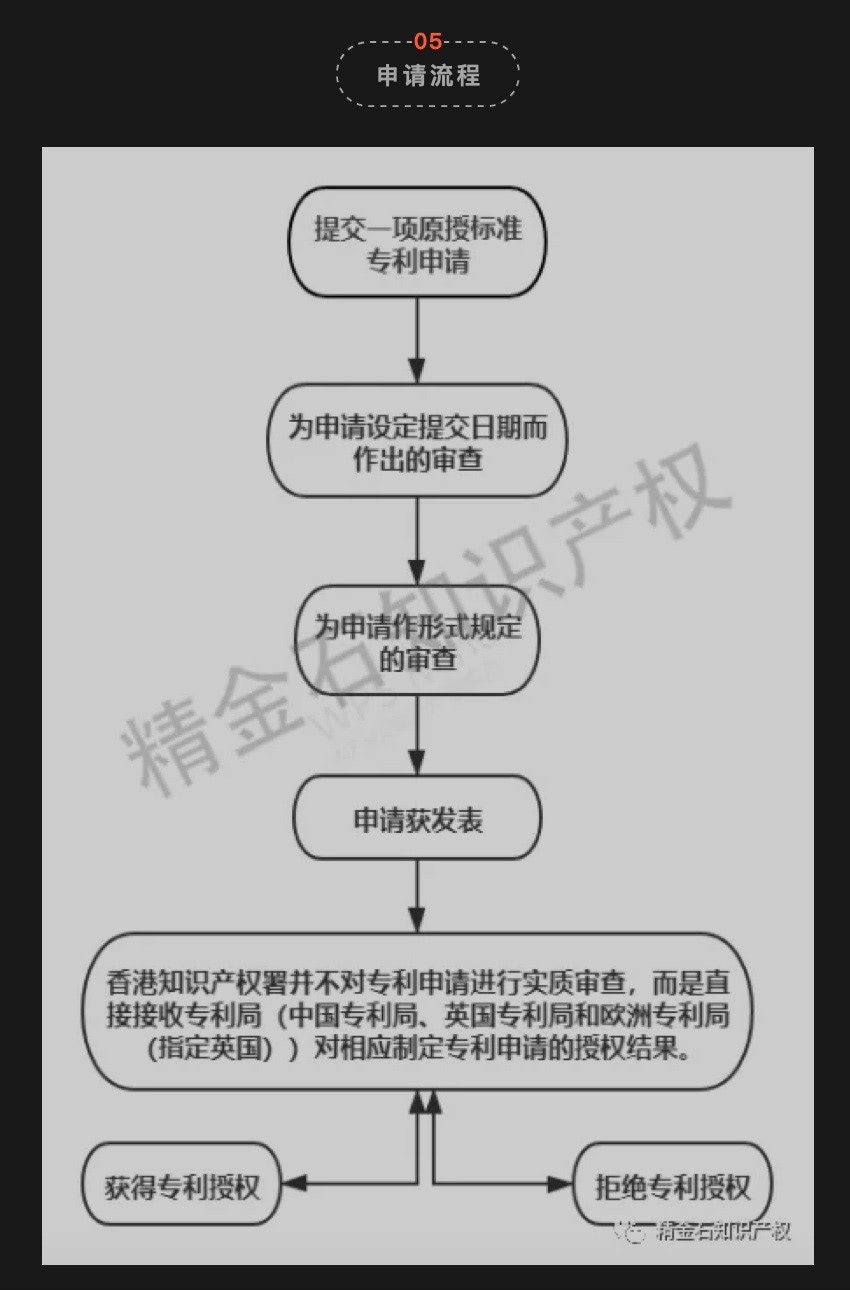 05
申请流程
提交一项原授标准
专利申请
为申请设定提交日期而
作出的审查
为申请作形式规定
的审查
申请获发表
香港知识产权署并不对专利申请进行实质审查，而是直
接接收专利局（中国专利局、英国专利局和欧洲专利局
（指定英国））对相应制定专利申请的授权结果。
获得专利授权
拒绝专利授权
精金石知识产权
精金石知识产权